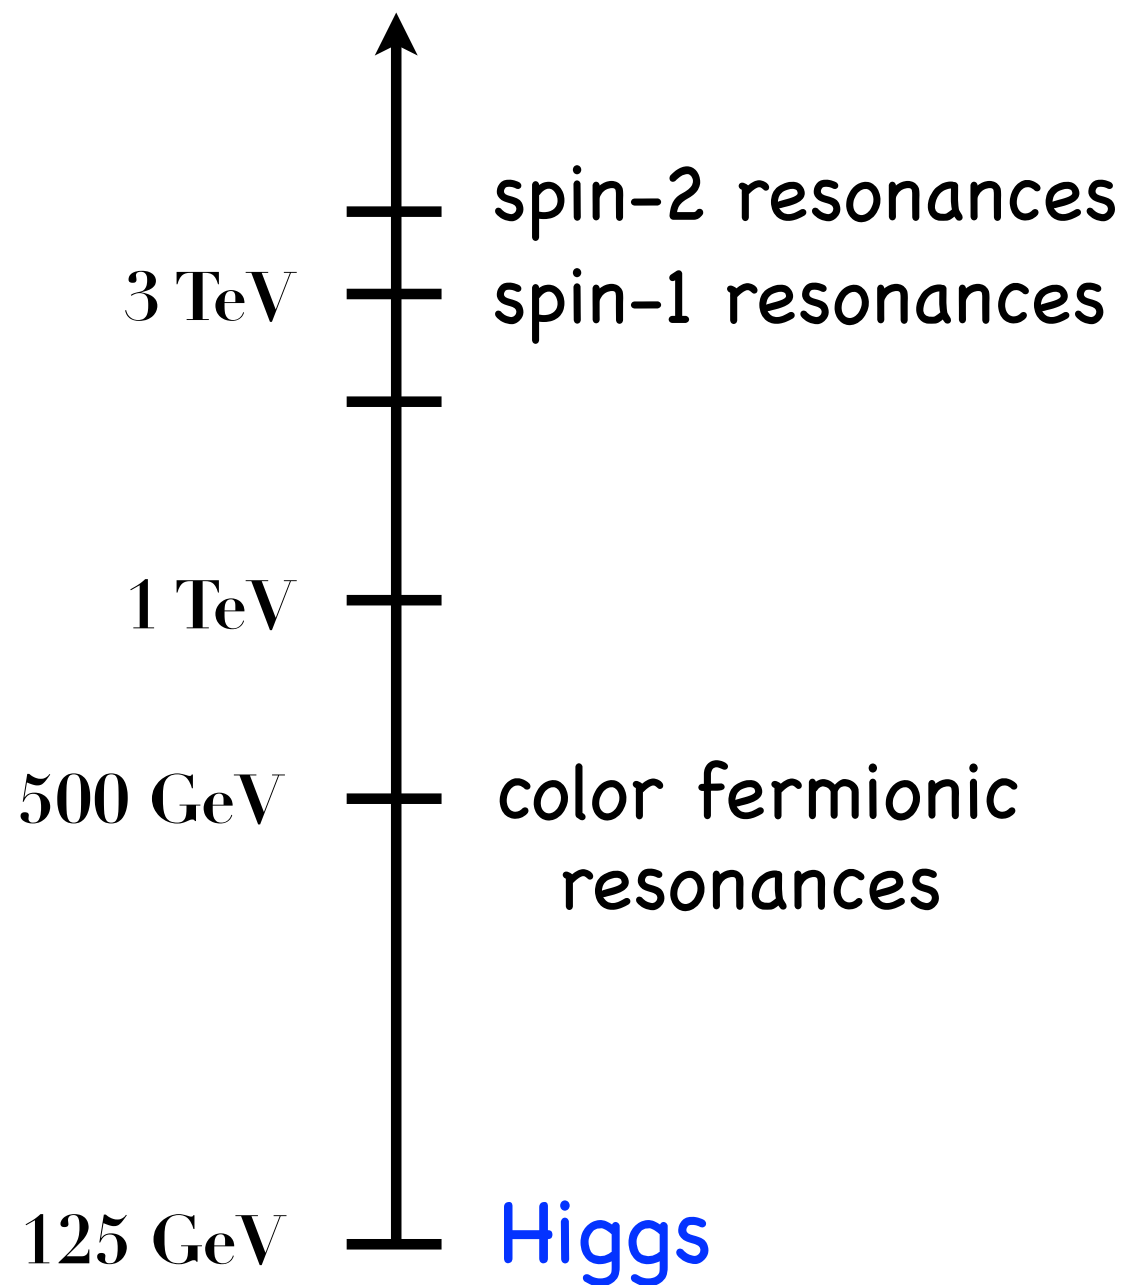 spin-2 resonances
3 TeV spin-1 resonances
1 TeV
500 GeV color fermionic
resonances
125 GeV Higgs